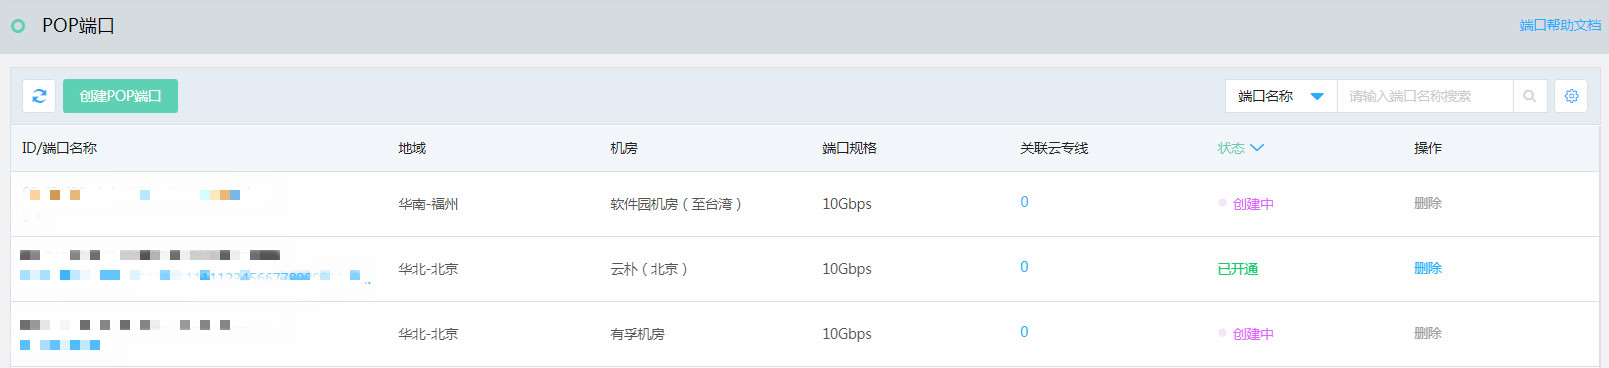 POP端口 端口帮助文档
创建POP端口 端口名称 请输入端口名称搜索
ID/端口名称 地域 机房 端口规格 关联云专线 状态 操作
华南-福州 软件园机房（至台湾） 10Gbps 0 创建中 删除
华北-北京 云朴（北京） 10Gbps 0 已开通 删除
华北-北京 有孚机房 10Gbps 0 创建中 删除